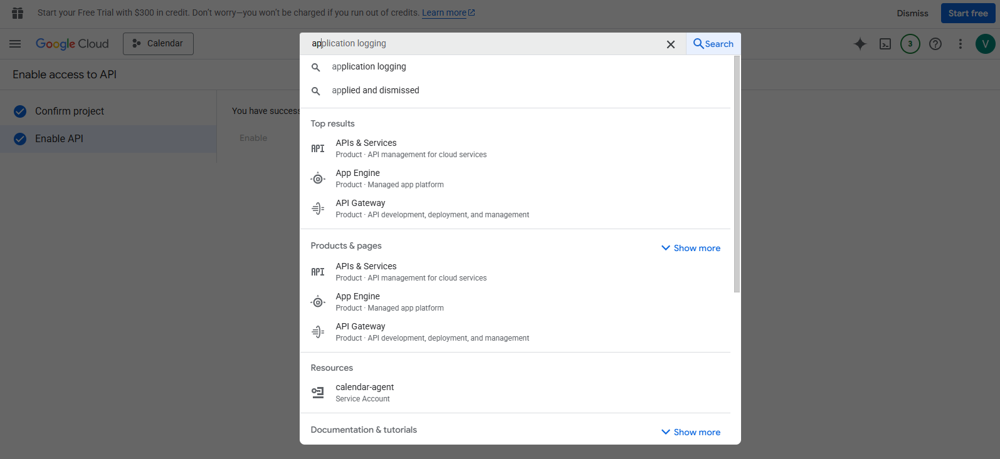 Start your Free Trial with $300 in credit. Don’t worry—you won’t be charged if you run out of credits. Learn more
Dismiss
Start free
Google Cloud
Calendar
application logging
Search
3
V
Enable access to API
Confirm project
Enable API
You have success
Enable
application logging
applied and dismissed
Top results
API
APIs & Services
Product · API management for cloud services
App Engine
Product · Managed app platform
API Gateway
Product · API development, deployment, and management
Products & pages
Show more
API
APIs & Services
Product · API management for cloud services
App Engine
Product · Managed app platform
API Gateway
Product · API development, deployment, and management
Resources
calendar-agent
Service Account
Documentation & tutorials
Show more